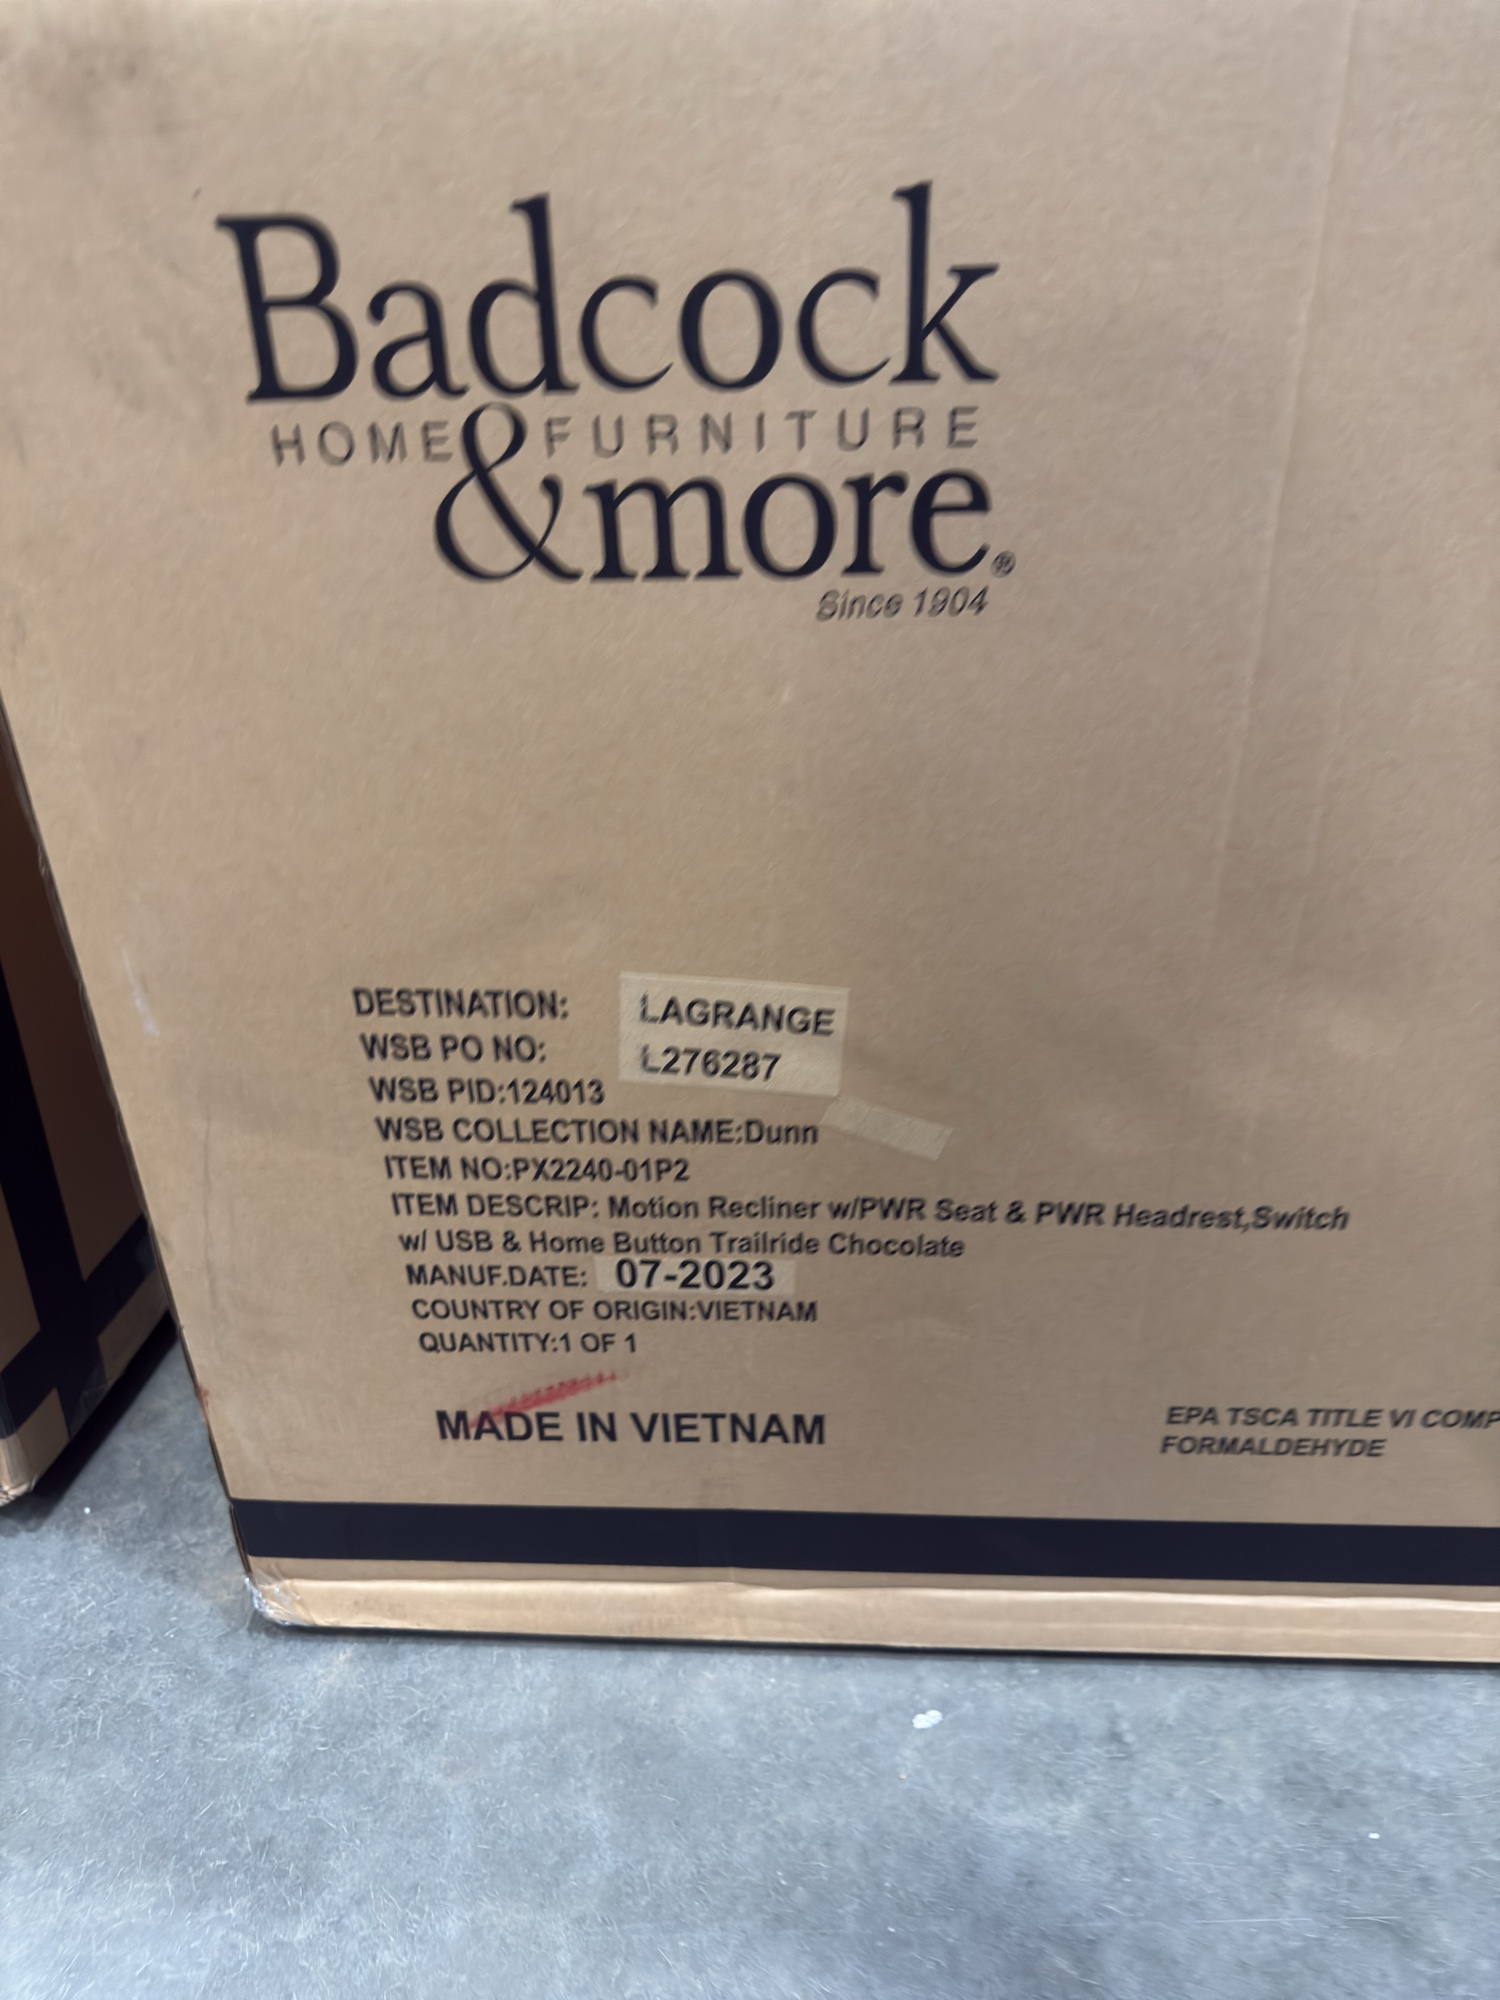 Badcock
HOME FURNITURE
&more®
Since 1904
DESTINATION: LAGRANGE
WSB PO NO: L276287
WSB PID:124013
WSB COLLECTION NAME:Dunn
ITEM NO:PX2240-01P2
ITEM DESCRIP: Motion Recliner w/PWR Seat & PWR Headrest,Switch
w/ USB & Home Button Trailride Chocolate
MANUF.DATE: 07-2023
COUNTRY OF ORIGIN:VIETNAM
QUANTITY:1 OF 1
MADE IN VIETNAM
EPA TSCA TITLE VI COMP
FORMALDEHYDE